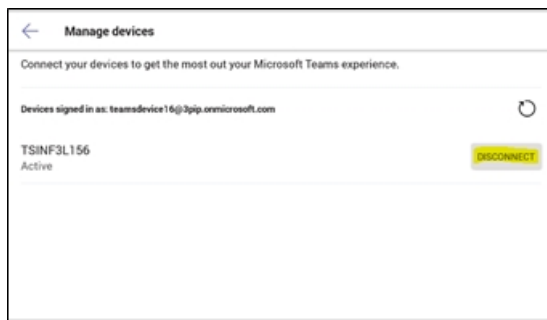 Manage devices
Connect your devices to get the most out your Microsoft Teams experience.
Devices signed in as: teamsdevice16@3pip.onmicrosoft.com
TSINF3L156
DISCONNECT
Active